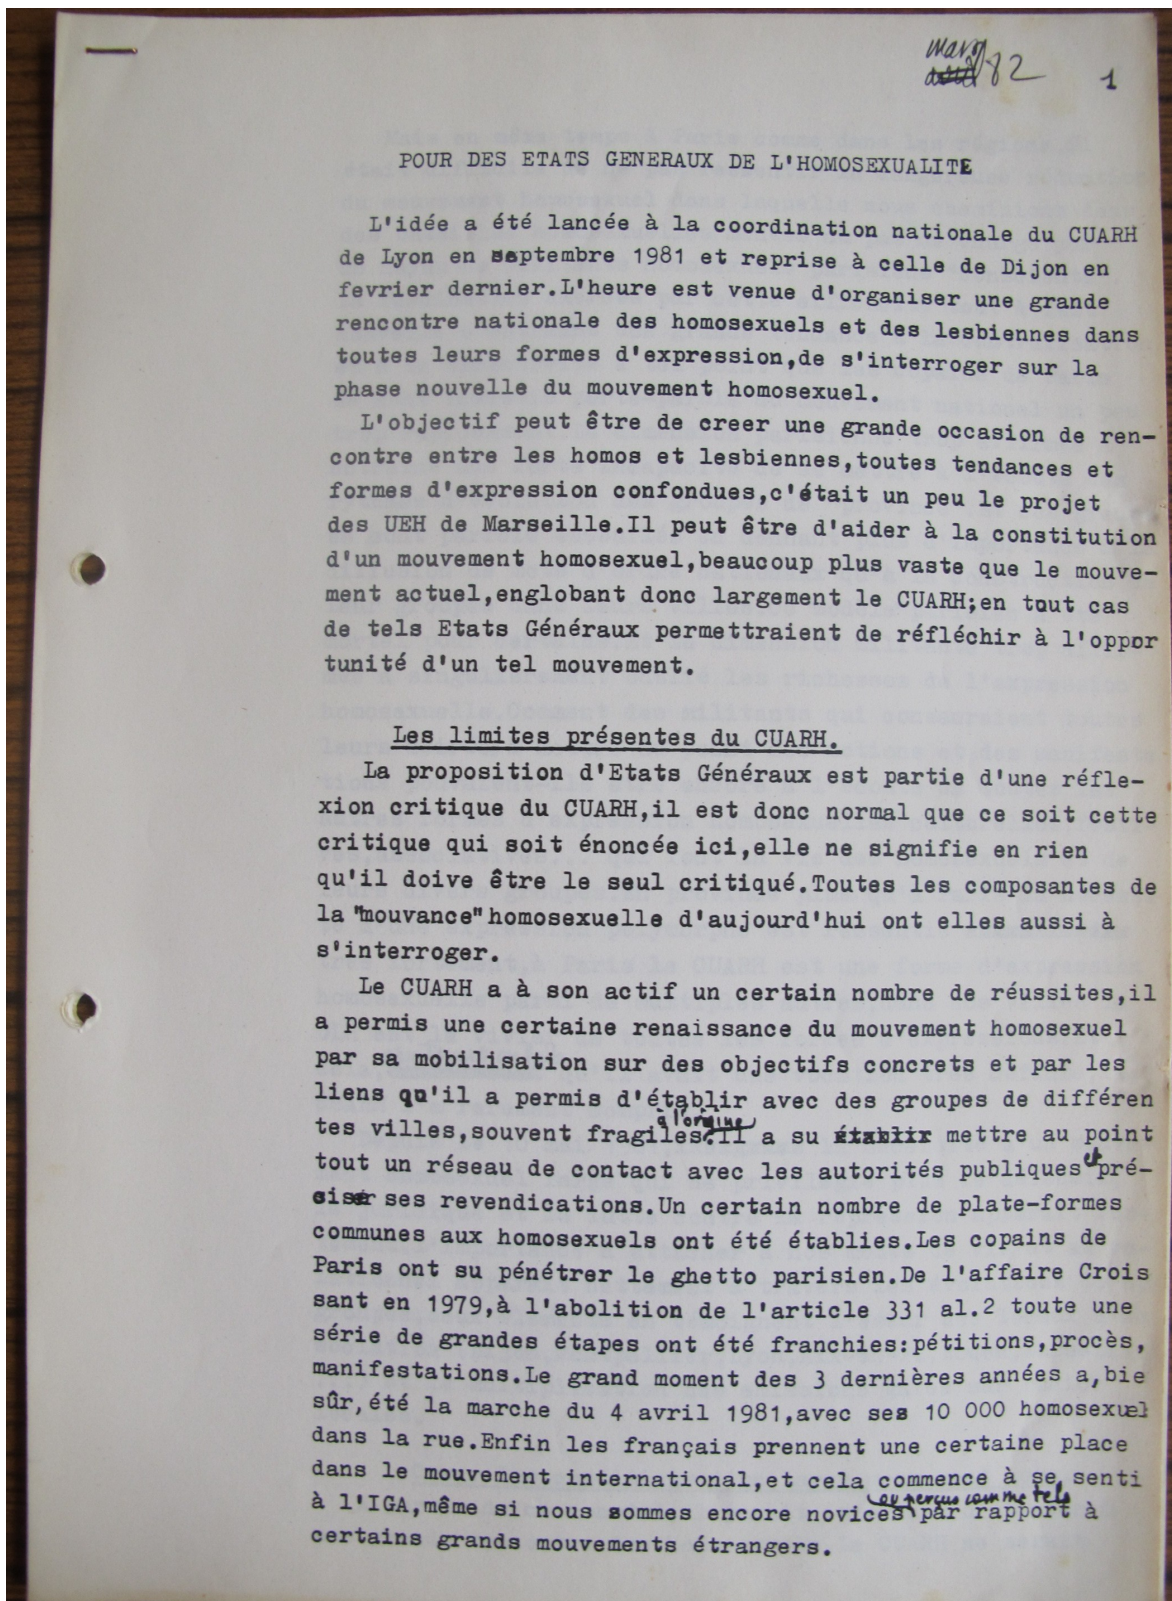 mars 82
1
POUR DES ETATS GENERAUX DE L'HOMOSEXUALITE
L'idée a été lancée à la coordination nationale du CUARH
de Lyon en septembre 1981 et reprise à celle de Dijon en
fevrier dernier.L'heure est venue d'organiser une grande
rencontre nationale des homosexuels et des lesbiennes dans
toutes leurs formes d'expression,de s'interroger sur la
phase nouvelle du mouvement homosexuel.
L'objectif peut être de creer une grande occasion de ren-
contre entre les homos et lesbiennes,toutes tendances et
formes d'expression confondues,c'était un peu le projet
des UEH de Marseille.Il peut être d'aider à la constitution
d'un mouvement homosexuel,beaucoup plus vaste que le mouve-
ment actuel,englobant donc largement le CUARH;en tout cas
de tels Etats Généraux permettraient de réfléchir à l'oppor
tunité d'un tel mouvement.
Les limites présentes du CUARH.
La proposition d'Etats Généraux est partie d'une réfle-
xion critique du CUARH,il est donc normal que ce soit cette
critique qui soit énoncée ici,elle ne signifie en rien
qu'il doive être le seul critiqué.Toutes les composantes de
la "mouvance" homosexuelle d'aujourd'hui ont elles aussi à
s'interroger.
Le CUARH a à son actif un certain nombre de réussites,il
a permis une certaine renaissance du mouvement homosexuel
par sa mobilisation sur des objectifs concrets et par les
liens qu'il a permis d'établir avec des groupes de différen
à l'origine
tes villes,souvent fragiles.Il a su établir mettre au point
tout un réseau de contact avec les autorités publiques et pré-
ciser ses revendications.Un certain nombre de plate-formes
communes aux homosexuels ont été établies.Les copains de
Paris ont su pénétrer le ghetto parisien.De l'affaire Crois
sant en 1979,à l'abolition de l'article 331 al.2 toute une
série de grandes étapes ont été franchies:pétitions,procès,
manifestations.Le grand moment des 3 dernières années a,bie
sûr,été la marche du 4 avril 1981,avec ses 10 000 homosexuel
dans la rue.Enfin les français prennent une certaine place
dans le mouvement international,et cela commence à se senti
ou perçus comme tels
à l'IGA,même si nous sommes encore novices par rapport à
certains grands mouvements étrangers.